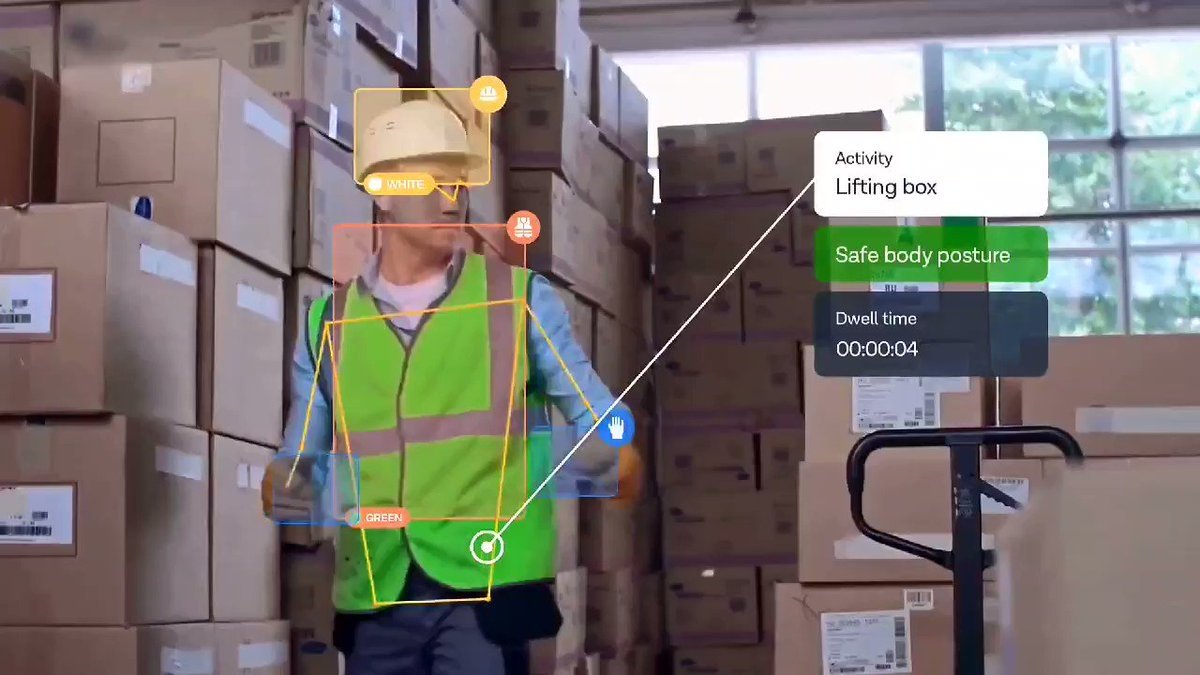 WHITE
Activity
Lifting box
Safe body posture
Dwell time
00:00:04
GREEN